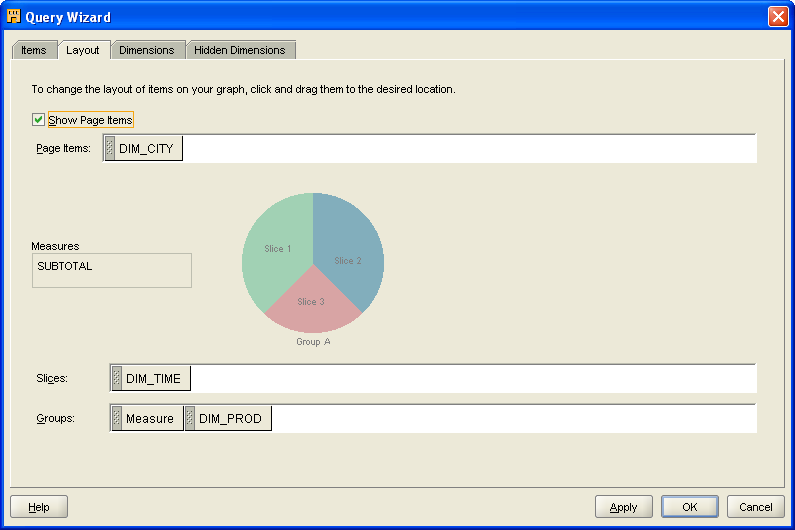 Query Wizard
Items Layout Dimensions Hidden Dimensions
To change the layout of items on your graph, click and drag them to the desired location.
Show Page Items
Page Items: DIM_CITY
Measures
SUBTOTAL
Slice 1
Slice 2
Slice 3
Group A
Slices: DIM_TIME
Groups: Measure DIM_PROD
Help Apply OK Cancel